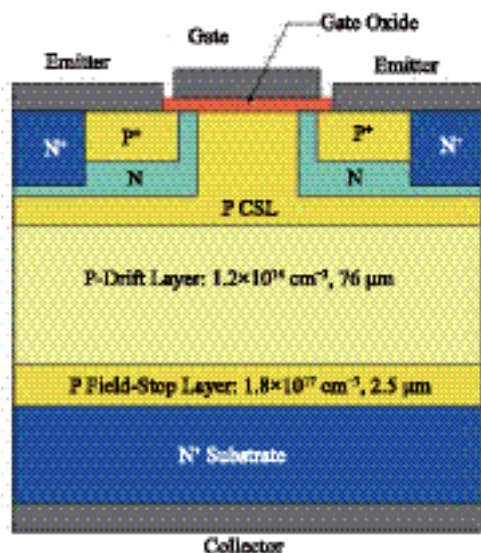 Gate Oxide
Gate
Emitter
Emitter
N⁺
P⁺
P⁺
N⁺
N
N
P CSL
P-Drift Layer: 1.2×10¹⁴ cm⁻³, 76 μm
P Field-Stop Layer: 1.8×10¹⁷ cm⁻³, 2.5 μm
N⁺ Substrate
Collector